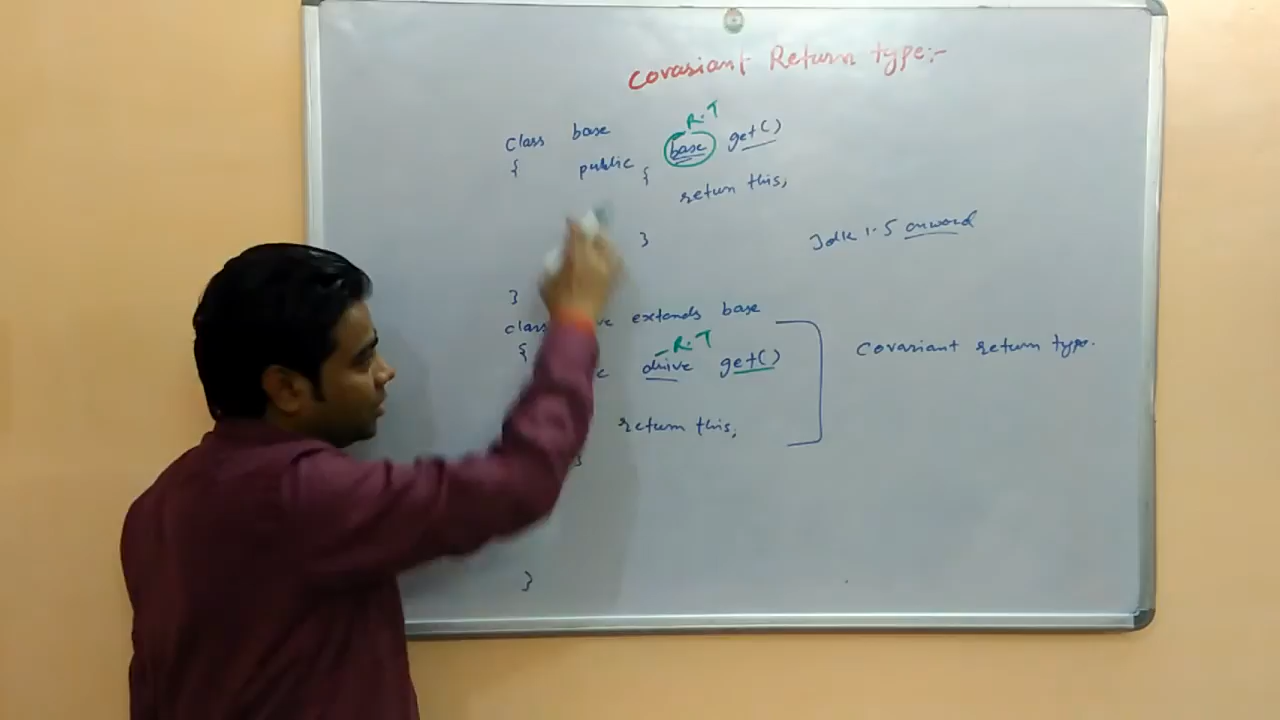 Covariant Return type:-
R.T
class base
{ public base get()
{
return this;
}
Jdk 1.5 onword
}
extends base
R.T
{ drive get()
Covariant return type.
return this;
}
}